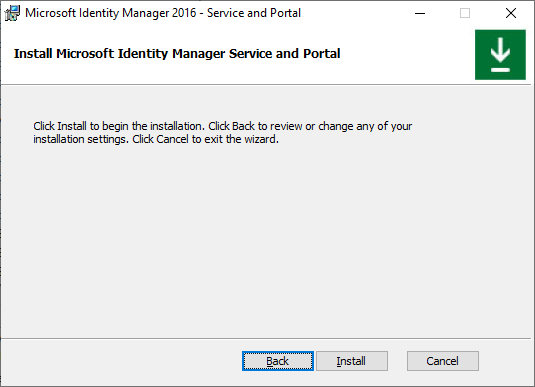 Microsoft Identity Manager 2016 - Service and Portal
Install Microsoft Identity Manager Service and Portal
Click Install to begin the installation. Click Back to review or change any of your
installation settings. Click Cancel to exit the wizard.
Back
Install
Cancel